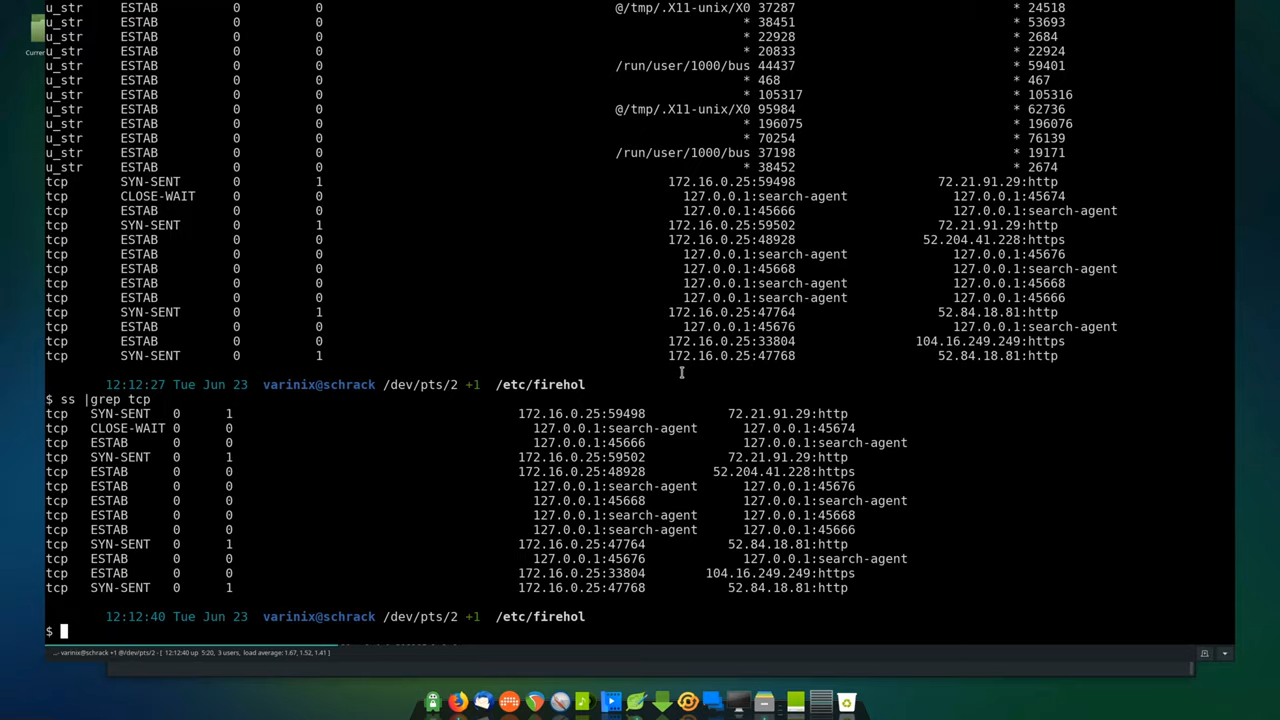 Curren
u_str ESTAB 0 0 @/tmp/.X11-unix/X0 37287 * 24518
u_str ESTAB 0 0 * 38451 * 53693
u_str ESTAB 0 0 * 22928 * 2684
u_str ESTAB 0 0 * 20833 * 22924
u_str ESTAB 0 0 /run/user/1000/bus 44437 * 59401
u_str ESTAB 0 0 * 468 * 467
u_str ESTAB 0 0 * 105317 * 105316
u_str ESTAB 0 0 @/tmp/.X11-unix/X0 95984 * 62736
u_str ESTAB 0 0 * 196075 * 196076
u_str ESTAB 0 0 * 70254 * 76139
u_str ESTAB 0 0 /run/user/1000/bus 37198 * 19171
u_str ESTAB 0 0 * 38452 * 2674
tcp SYN-SENT 0 1 172.16.0.25:59498 72.21.91.29:http
tcp CLOSE-WAIT 0 0 127.0.0.1:search-agent 127.0.0.1:45674
tcp ESTAB 0 0 127.0.0.1:45666 127.0.0.1:search-agent
tcp SYN-SENT 0 1 172.16.0.25:59502 72.21.91.29:http
tcp ESTAB 0 0 172.16.0.25:48928 52.204.41.228:https
tcp ESTAB 0 0 127.0.0.1:search-agent 127.0.0.1:45676
tcp ESTAB 0 0 127.0.0.1:45668 127.0.0.1:search-agent
tcp ESTAB 0 0 127.0.0.1:search-agent 127.0.0.1:45668
tcp ESTAB 0 0 127.0.0.1:search-agent 127.0.0.1:45666
tcp SYN-SENT 0 1 172.16.0.25:47764 52.84.18.81:http
tcp ESTAB 0 0 127.0.0.1:45676 127.0.0.1:search-agent
tcp ESTAB 0 0 172.16.0.25:33804 104.16.249.249:https
tcp SYN-SENT 0 1 172.16.0.25:47768 52.84.18.81:http
12:12:27 Tue Jun 23 varinix@schrack /dev/pts/2 +1 /etc/firehol
$ ss |grep tcp
tcp SYN-SENT 0 1 172.16.0.25:59498 72.21.91.29:http
tcp CLOSE-WAIT 0 0 127.0.0.1:search-agent 127.0.0.1:45674
tcp ESTAB 0 0 127.0.0.1:45666 127.0.0.1:search-agent
tcp SYN-SENT 0 1 172.16.0.25:59502 72.21.91.29:http
tcp ESTAB 0 0 172.16.0.25:48928 52.204.41.228:https
tcp ESTAB 0 0 127.0.0.1:search-agent 127.0.0.1:45676
tcp ESTAB 0 0 127.0.0.1:45668 127.0.0.1:search-agent
tcp ESTAB 0 0 127.0.0.1:search-agent 127.0.0.1:45668
tcp ESTAB 0 0 127.0.0.1:search-agent 127.0.0.1:45666
tcp SYN-SENT 0 1 172.16.0.25:47764 52.84.18.81:http
tcp ESTAB 0 0 127.0.0.1:45676 127.0.0.1:search-agent
tcp ESTAB 0 0 172.16.0.25:33804 104.16.249.249:https
tcp SYN-SENT 0 1 172.16.0.25:47768 52.84.18.81:http
12:12:40 Tue Jun 23 varinix@schrack /dev/pts/2 +1 /etc/firehol
$
..- varinix@schrack +1 @/dev/pts/2 - [ 12:12:40 up 5:20, 3 users, load average: 1.67, 1.52, 1.41 ]